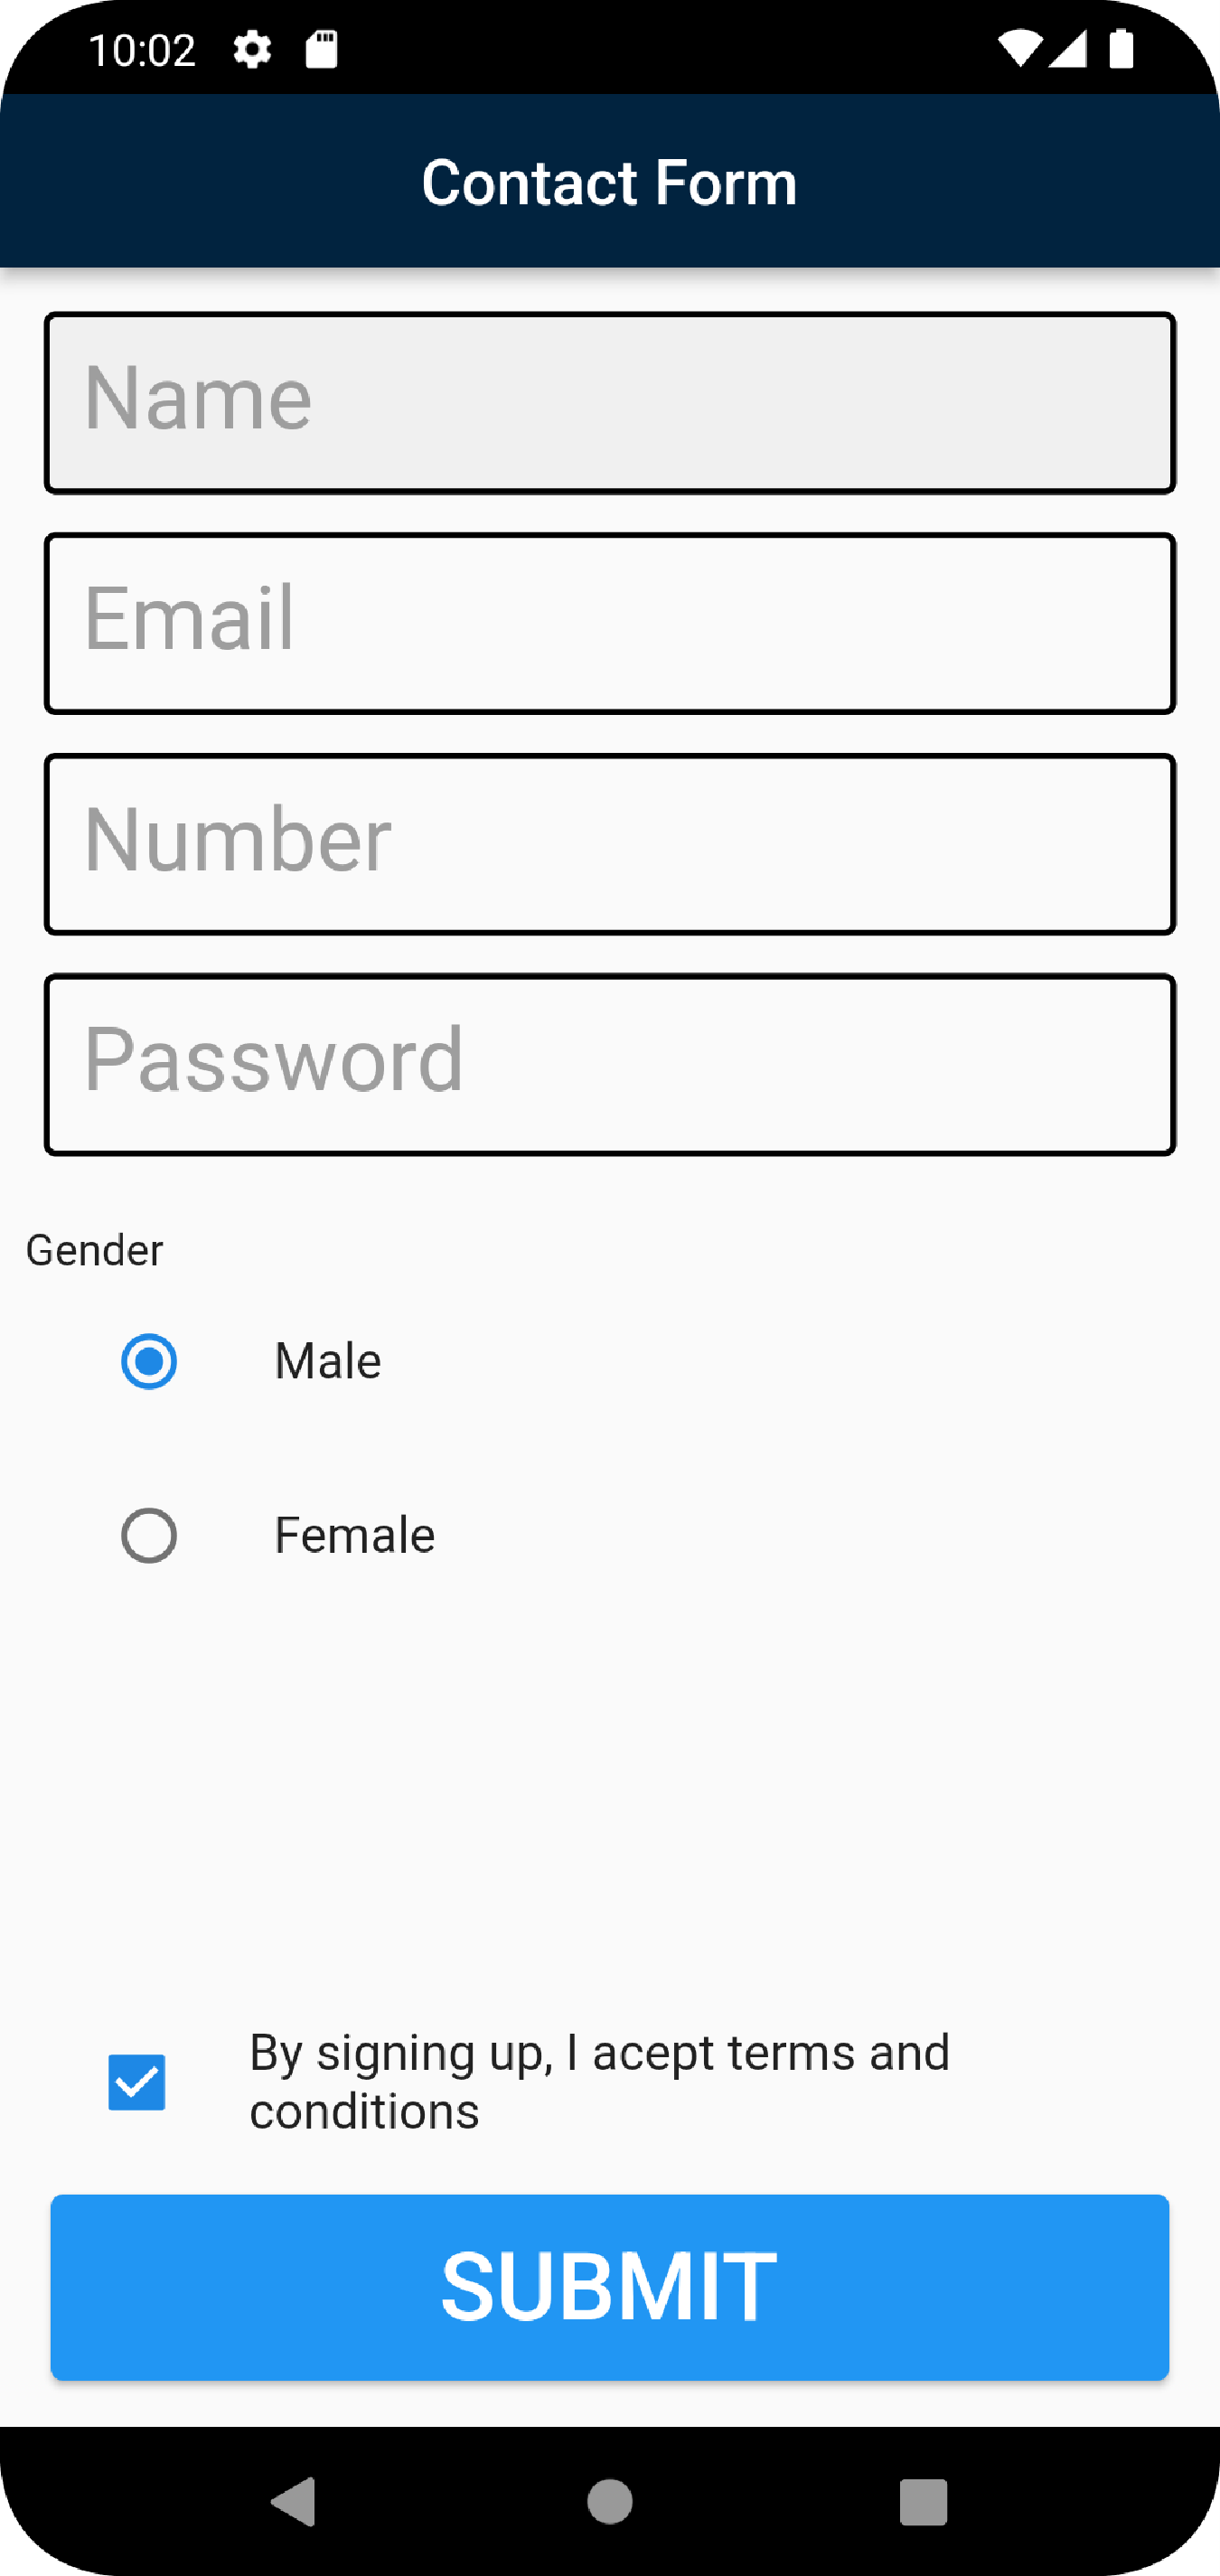 10:02
Contact Form
Name
Email
Number
Password
Gender
Male
Female
By signing up, I acept terms and
conditions
SUBMIT